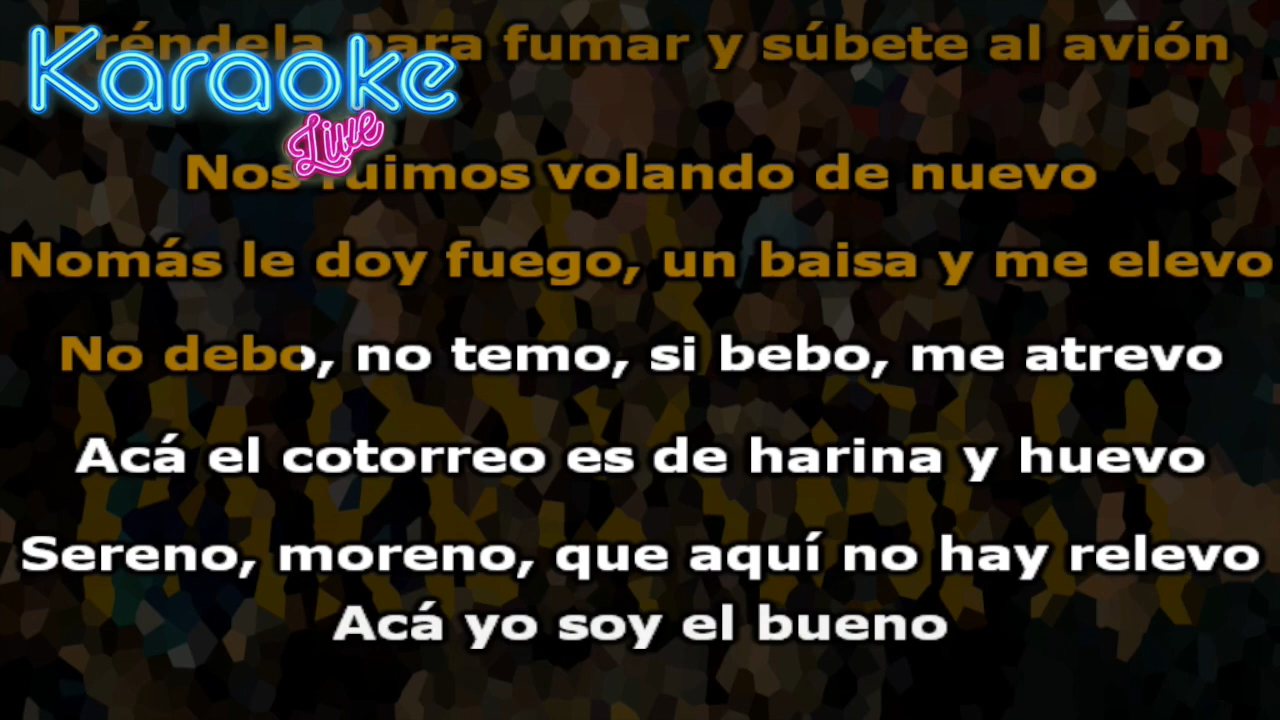 Préndela para fumar y súbete al avión
Karaoke
Live
Nos fuimos volando de nuevo
Nomás le doy fuego, un baisa y me elevo
No debo, no temo, si bebo, me atrevo
Acá el cotorreo es de harina y huevo
Sereno, moreno, que aquí no hay relevo
Acá yo soy el bueno